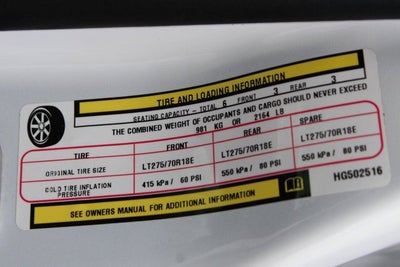 TIRE AND LOADING INFORMATION
SEATING CAPACITY - TOTAL 6 FRONT 3 REAR 3
THE COMBINED WEIGHT OF OCCUPANTS AND CARGO SHOULD NEVER EXCEED
981 KG OR 2164 LB
TIRE FRONT REAR SPARE
ORIGINAL TIRE SIZE LT275/70R18E LT275/70R18E LT275/70R18E
COLD TIRE INFLATION PRESSURE 415 kPa / 60 PSI 550 kPa / 80 PSI 550 kPa / 80 PSI
SEE OWNERS MANUAL FOR ADDITIONAL INFORMATION
HG502516